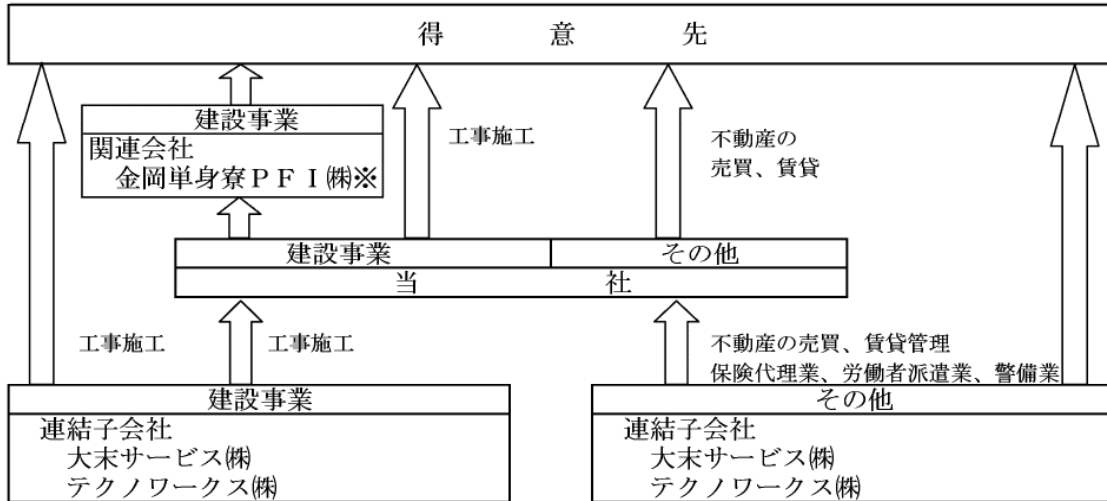 得意先
建設事業
関連会社
金岡単身寮ＰＦＩ㈱※
工事施工
不動産の
売買、賃貸
建設事業
その他
当社
工事施工
工事施工
不動産の売買、賃貸管理
保険代理業、労働者派遣業、警備業
建設事業
連結子会社
大末サービス㈱
テクノワークス㈱
その他
連結子会社
大末サービス㈱
テクノワークス㈱